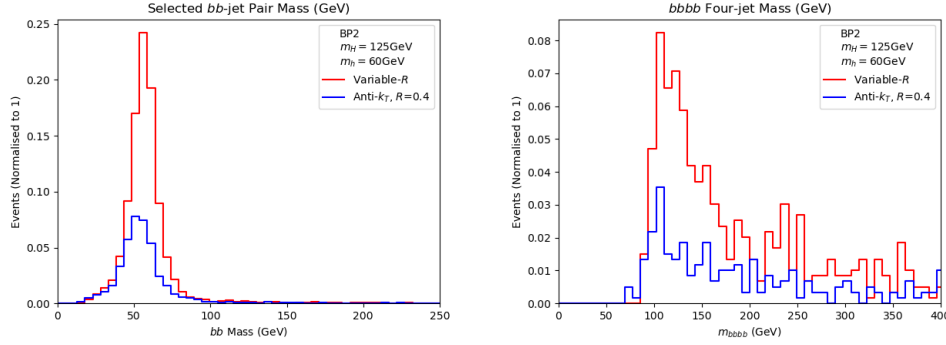 Selected bb-jet Pair Mass (GeV)
Events (Normalised to 1)
0.25
0.20
0.15
0.10
0.05
0.00
BP2
m_H = 125GeV
m_h = 60GeV
Variable-R
Anti-k_T, R=0.4
0 50 100 150 200 250
bb Mass (GeV)
bbbb Four-jet Mass (GeV)
Events (Normalised to 1)
0.08
0.07
0.06
0.05
0.04
0.03
0.02
0.01
0.00
BP2
m_H = 125GeV
m_h = 60GeV
Variable-R
Anti-k_T, R=0.4
0 50 100 150 200 250 300 350 400
m_bbbb (GeV)